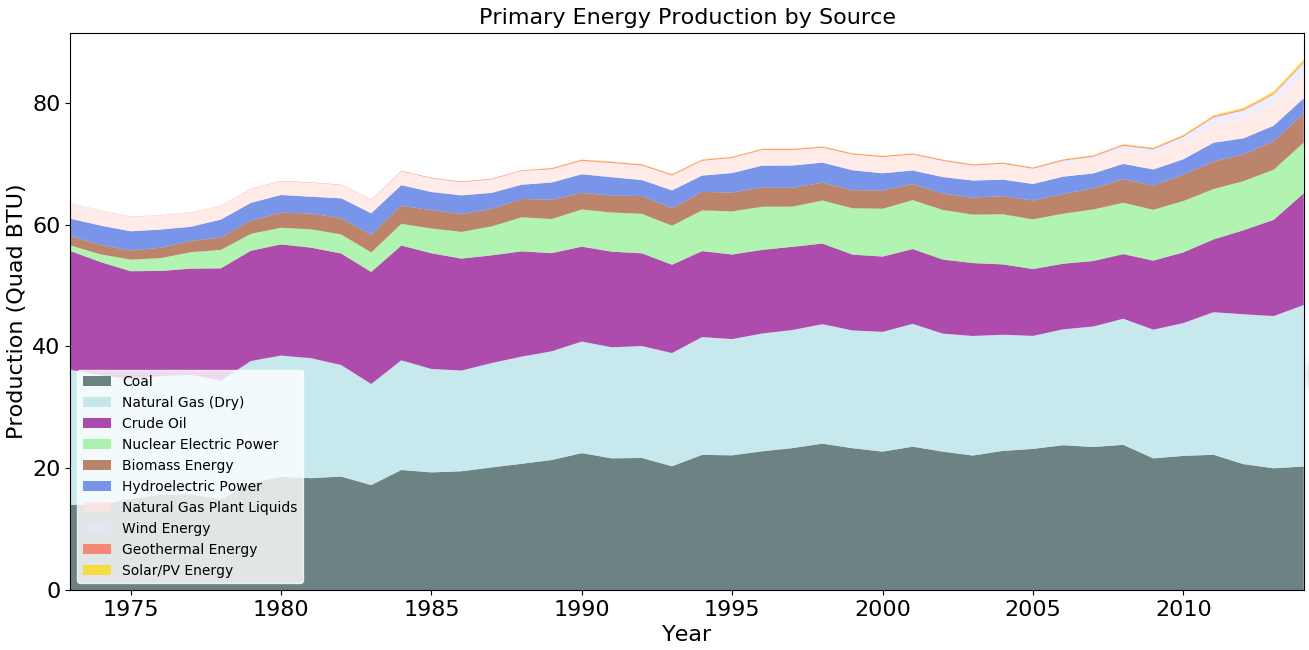 Primary Energy Production by Source
Production (Quad BTU)
80
60
40
20
0
Coal
Natural Gas (Dry)
Crude Oil
Nuclear Electric Power
Biomass Energy
Hydroelectric Power
Natural Gas Plant Liquids
Wind Energy
Geothermal Energy
Solar/PV Energy
1975 1980 1985 1990 1995 2000 2005 2010
Year